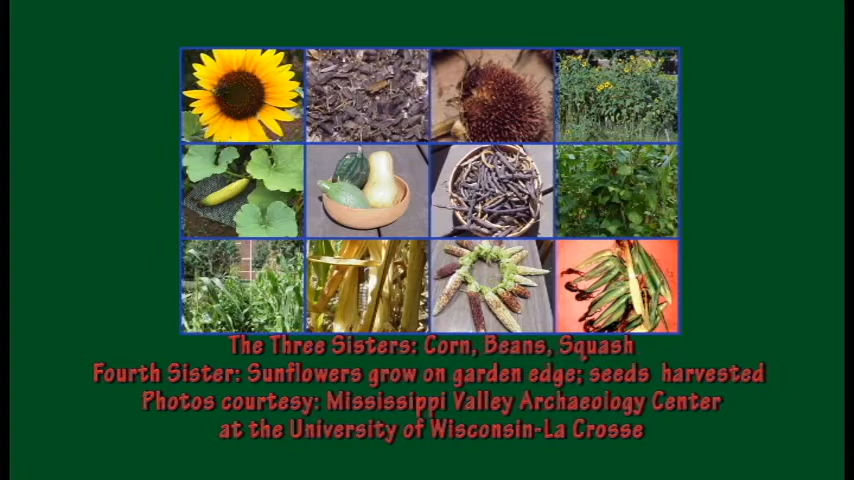 The Three Sisters: Corn, Beans, Squash
Fourth Sister: Sunflowers grow on garden edge; seeds harvested
Photos courtesy: Mississippi Valley Archaeology Center
at the University of Wisconsin-La Crosse